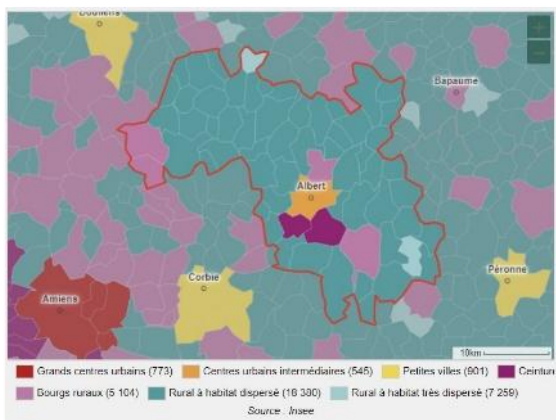 Doullens
+
−
Bapaume
Albert
Corbie
Péronne
Amiens
10km
Grands centres urbains (773) Centres urbains intermédiaires (545) Petites villes (901) Ceintur
Bourgs ruraux (5 104) Rural à habitat dispersé (18 380) Rural à habitat très dispersé (7 259)
Source : Insee